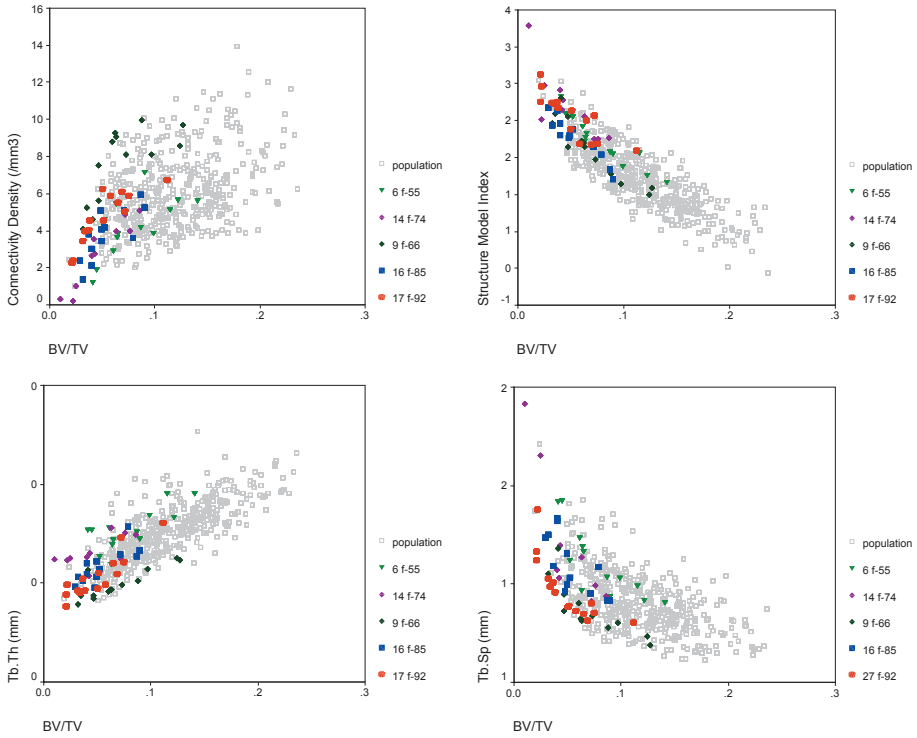 16
14
12
10
8
6
4
2
0
Connectivity Density (/mm3)
0.0 .1 .2 .3
BV/TV
population
6 f-55
14 f-74
9 f-66
16 f-85
17 f-92
4
3
3
2
2
1
1
0
-1
Structure Model Index
0.0 .1 .2 .3
BV/TV
population
6 f-55
14 f-74
9 f-66
16 f-85
17 f-92
0
0
0
0
Tb.Th (mm)
0.0 .1 .2 .3
BV/TV
population
6 f-55
14 f-74
9 f-66
16 f-85
17 f-92
2
2
1
1
Tb.Sp (mm)
0.0 .1 .2 .3
BV/TV
population
6 f-55
14 f-74
9 f-66
16 f-85
27 f-92